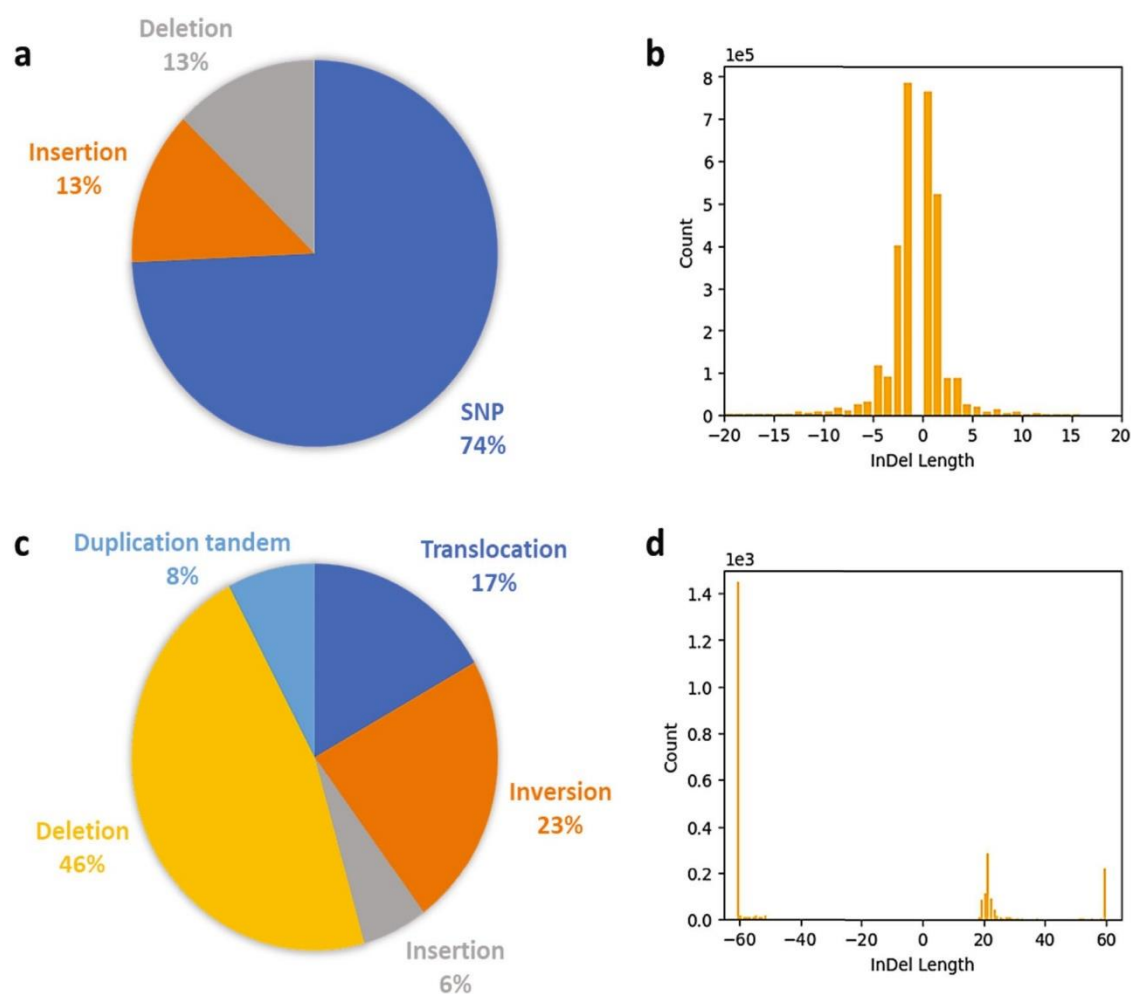 a
Deletion
13%
Insertion
13%
SNP
74%
b
1e5
8
7
6
5
4
3
2
1
0
Count
−20 −15 −10 −5 0 5 10 15 20
InDel Length
c
Duplication tandem
8%
Translocation
17%
Inversion
23%
Deletion
46%
Insertion
6%
d
1e3
1.4
1.2
1.0
0.8
0.6
0.4
0.2
0.0
Count
−60 −40 −20 0 20 40 60
InDel Length